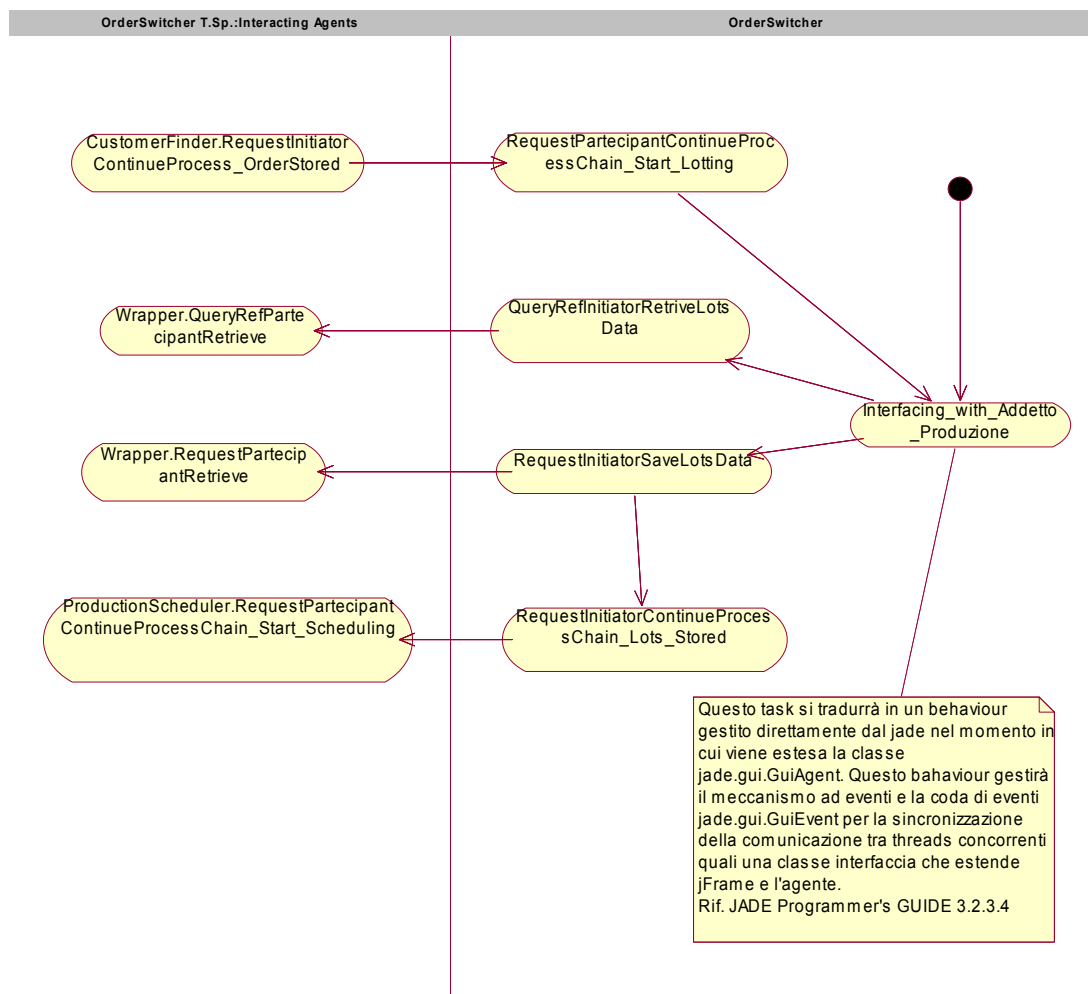 OrderSwitcher T.Sp.:Interacting Agents
OrderSwitcher
CustomerFinder.RequestInitiator
ContinueProcess_OrderStored
RequestPartecipantContinueProc
essChain_Start_Lotting
Wrapper.QueryRefParte
cipantRetrieve
QueryRefInitiatorRetriveLots
Data
Interfacing_with_Addetto
_Produzione
Wrapper.RequestPartecip
antRetrieve
RequestInitiatorSaveLotsData
ProductionScheduler.RequestPartecipant
ContinueProcessChain_Start_Scheduling
RequestInitiatorContinueProces
sChain_Lots_Stored
Questo task si tradurrà in un behaviour
gestito direttamente dal jade nel momento in
cui viene estesa la classe
jade.gui.GuiAgent. Questo bahaviour gestirà
il meccanismo ad eventi e la coda di eventi
jade.gui.GuiEvent per la sincronizzazione
della comunicazione tra threads concorrenti
quali una classe interfaccia che estende
jFrame e l'agente.
Rif. JADE Programmer's GUIDE 3.2.3.4